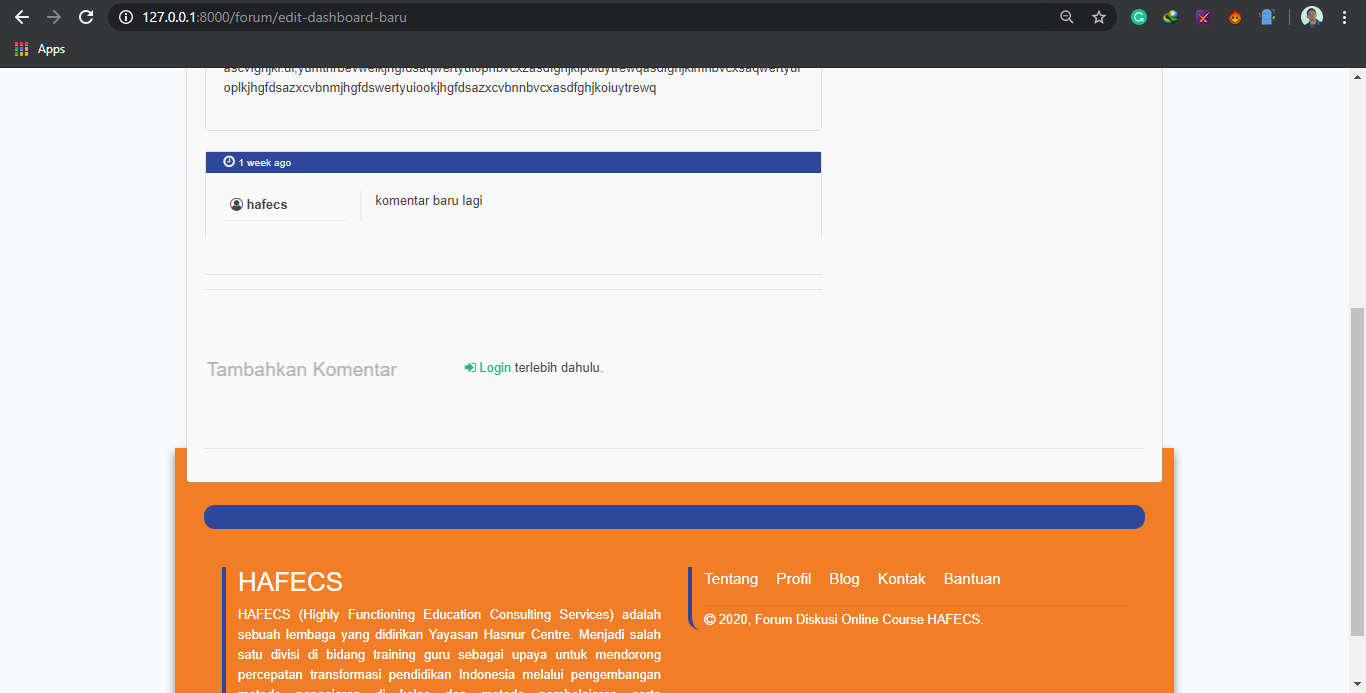 127.0.0.1:8000/forum/edit-dashboard-baru
Apps
oplkjhgfdsazxcvbnmjhgfdswertyuiookjhgfdsazxcvbnnbvcxasdfghjkoiuytrewq
1 week ago
hafecs
komentar baru lagi
Tambahkan Komentar
Login terlebih dahulu.
HAFECS
HAFECS (Highly Functioning Education Consulting Services) adalah
sebuah lembaga yang didirikan Yayasan Hasnur Centre. Menjadi salah
satu divisi di bidang training guru sebagai upaya untuk mendorong
percepatan transformasi pendidikan Indonesia melalui pengembangan
Tentang Profil Blog Kontak Bantuan
© 2020, Forum Diskusi Online Course HAFECS.